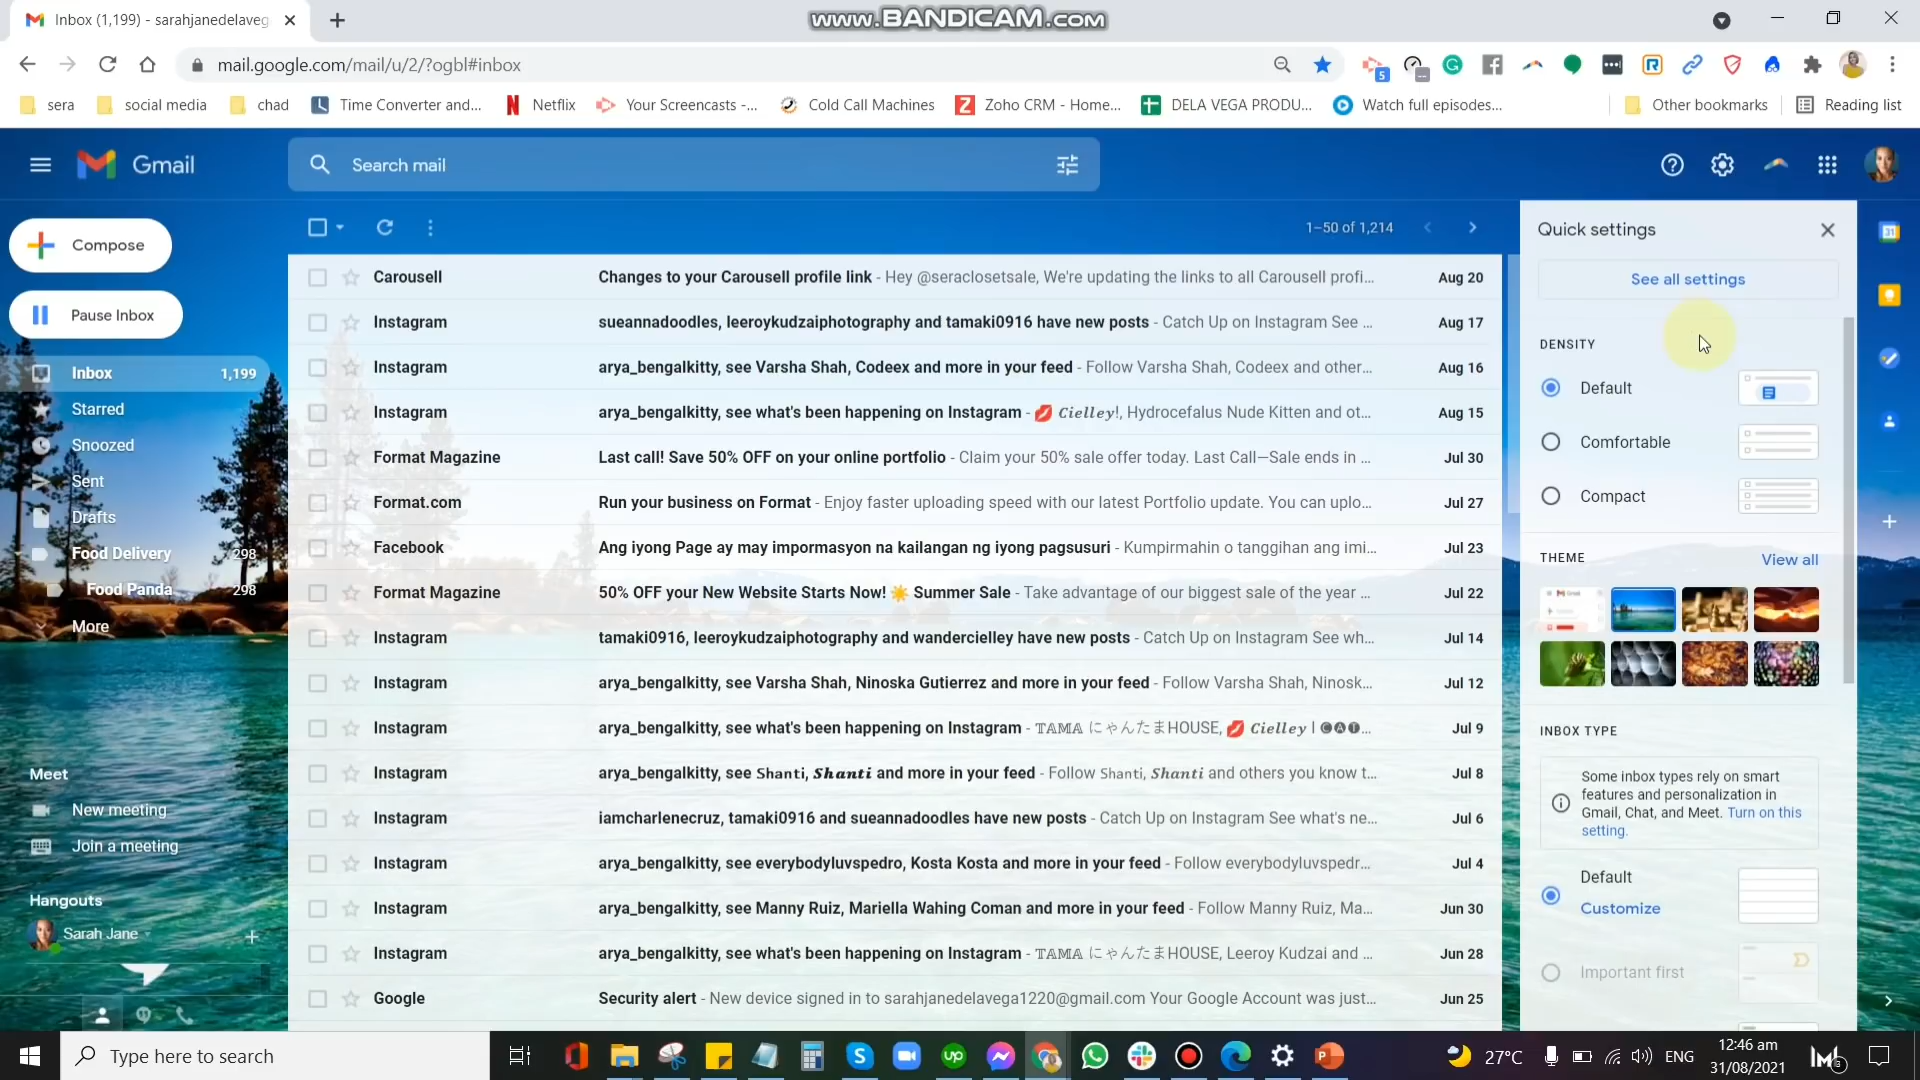 Inbox (1,199) - sarahjanedelaveg
www.BANDICAM.com
mail.google.com/mail/u/2/?ogbl#inbox
5
sera
social media
chad
Time Converter and...
Netflix
Your Screencasts -...
Cold Call Machines
Zoho CRM - Home...
DELA VEGA PRODU...
Watch full episodes...
Other bookmarks
Reading list
Gmail
Search mail
Compose
Pause Inbox
Inbox 1,199
Starred
Snoozed
Sent
Drafts
Food Delivery 298
Food Panda 298
More
Meet
New meeting
Join a meeting
Hangouts
Sarah Jane
1–50 of 1,214
Carousell Changes to your Carousell profile link - Hey @seraclosetsale, We're updating the links to all Carousell profi... Aug 20
Instagram sueannadoodles, leeroykudzaiphotography and tamaki0916 have new posts - Catch Up on Instagram See ... Aug 17
Instagram arya_bengalkitty, see Varsha Shah, Codeex and more in your feed - Follow Varsha Shah, Codeex and other... Aug 16
Instagram arya_bengalkitty, see what's been happening on Instagram - 💋 𝑪𝒊𝒆𝒍𝒍𝒆𝒚!, Hydrocefalus Nude Kitten and ot... Aug 15
Format Magazine Last call! Save 50% OFF on your online portfolio - Claim your 50% sale offer today. Last Call—Sale ends in ... Jul 30
Format.com Run your business on Format - Enjoy faster uploading speed with our latest Portfolio update. You can uplo... Jul 27
Facebook Ang iyong Page ay may impormasyon na kailangan ng iyong pagsusuri - Kumpirmahin o tanggihan ang imi... Jul 23
Format Magazine 50% OFF your New Website Starts Now! ☀️ Summer Sale - Take advantage of our biggest sale of the year ... Jul 22
Instagram tamaki0916, leeroykudzaiphotography and wandercielley have new posts - Catch Up on Instagram See wh... Jul 14
Instagram arya_bengalkitty, see Varsha Shah, Ninoska Gutierrez and more in your feed - Follow Varsha Shah, Ninosk... Jul 12
Instagram arya_bengalkitty, see what's been happening on Instagram - 𝕋𝔸𝕄𝔸 にゃんたまHOUSE, 💋 𝑪𝒊𝒆𝒍𝒍𝒆𝒚 | 🅒🅐🅣... Jul 9
Instagram arya_bengalkitty, see Shanti, 𝑺𝒉𝒂𝒏𝒕𝒊 and more in your feed - Follow Shanti, 𝑺𝒉𝒂𝒏𝒕𝒊 and others you know t... Jul 8
Instagram iamcharlenecruz, tamaki0916 and sueannadoodles have new posts - Catch Up on Instagram See what's ne... Jul 6
Instagram arya_bengalkitty, see everybodyluvspedro, Kosta Kosta and more in your feed - Follow everybodyluvspedr... Jul 4
Instagram arya_bengalkitty, see Manny Ruiz, Mariella Wahing Coman and more in your feed - Follow Manny Ruiz, Ma... Jun 30
Instagram arya_bengalkitty, see what's been happening on Instagram - 𝕋𝔸𝕄𝔸 にゃんたまHOUSE, Leeroy Kudzai and ... Jun 28
Google Security alert - New device signed in to sarahjanedelavega1220@gmail.com Your Google Account was just... Jun 25
Quick settings
See all settings
DENSITY
Default
Comfortable
Compact
THEME View all
INBOX TYPE
Some inbox types rely on smart
features and personalization in
Gmail, Chat, and Meet. Turn on this
setting.
Default
Customize
Important first
31
Type here to search
27°C
ENG
12:46 am
31/08/2021